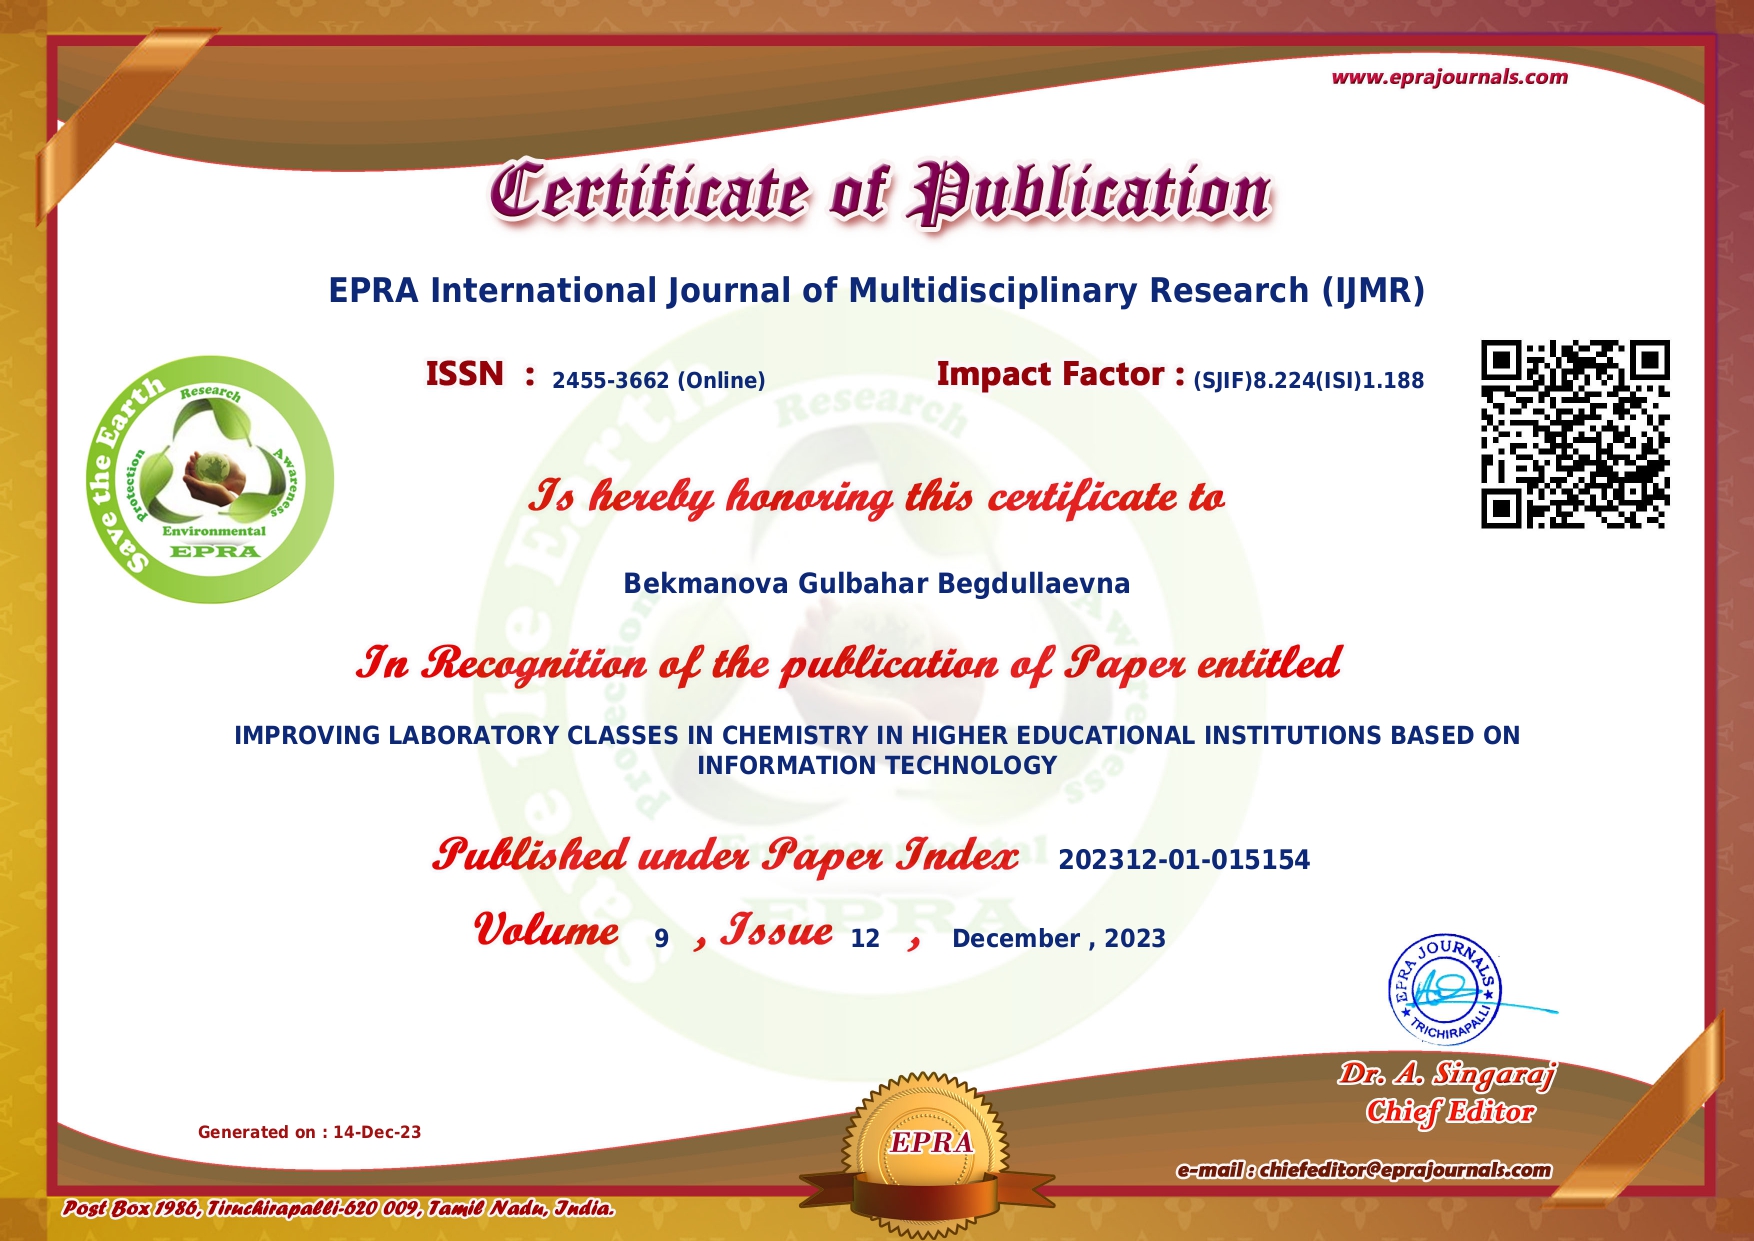 www.eprajournals.com
Certificate of Publication
EPRA International Journal of Multidisciplinary Research (IJMR)
ISSN : 2455-3662 (Online)
Impact Factor : (SJIF)8.224(ISI)1.188
Save the Earth
Research
Protection
Awareness
Environmental
EPRA
Is hereby honoring this certificate to
Bekmanova Gulbahar Begdullaevna
In Recognition of the publication of Paper entitled
IMPROVING LABORATORY CLASSES IN CHEMISTRY IN HIGHER EDUCATIONAL INSTITUTIONS BASED ON
INFORMATION TECHNOLOGY
Published under Paper Index 202312-01-015154
Volume 9 , Issue 12 , December , 2023
EPRA JOURNALS
TRICHIRAPALLI
Dr. A. Singaraj
Chief Editor
Generated on : 14-Dec-23
EPRA
e-mail : chiefeditor@eprajournals.com
Post Box 1986, Tiruchirapalli-620 009, Tamil Nadu, India.